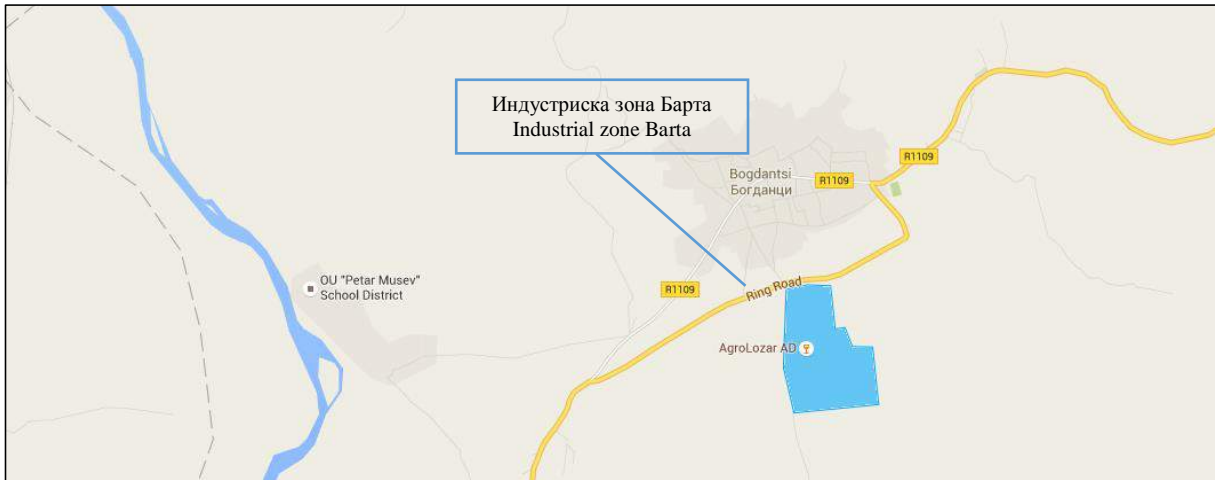 Индустриска зона Барта
Industrial zone Barta
R1109
Bogdantsi
Богданци
R1109
OU "Petar Musev"
School District
R1109
Ring Road
AgroLozar AD